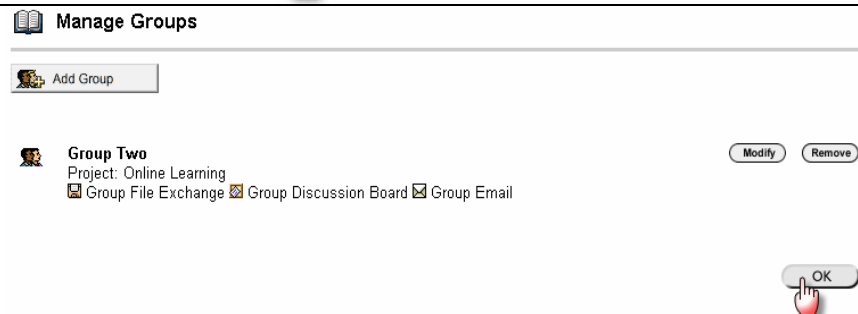 Manage Groups
Add Group
Group Two
Modify Remove
Project: Online Learning
Group File Exchange Group Discussion Board Group Email
OK